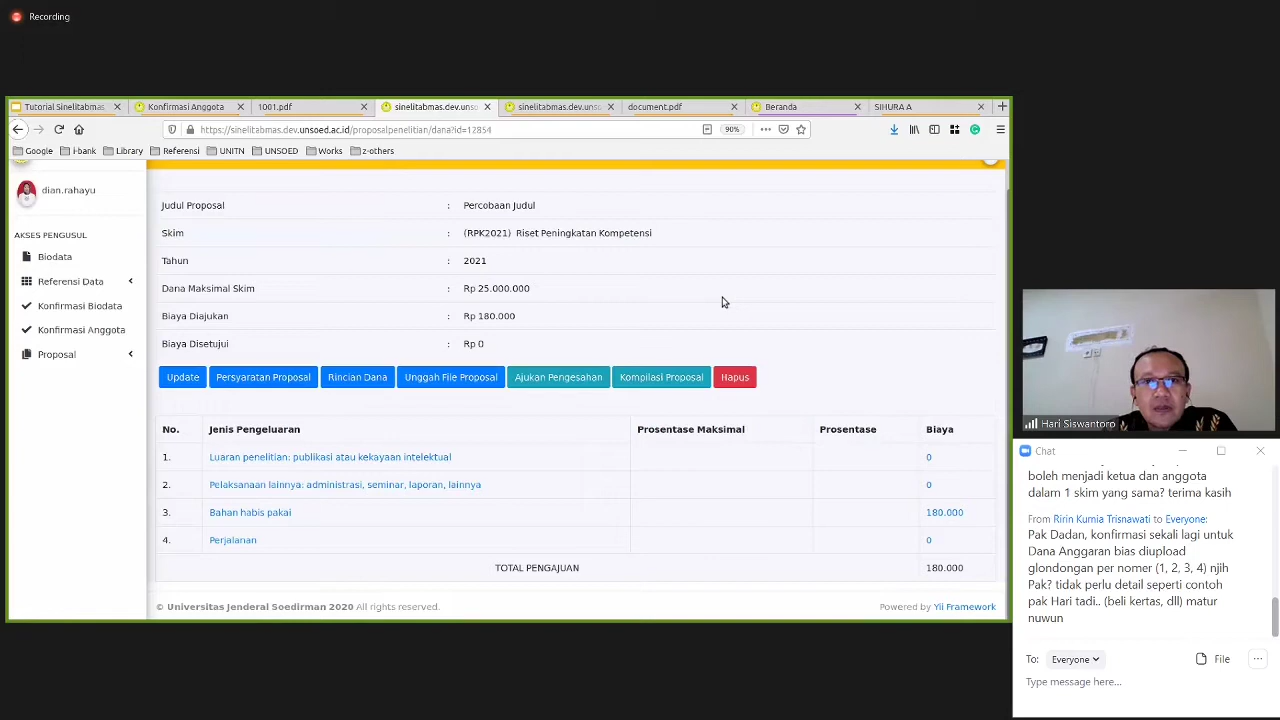 Recording
Tutorial Sinelitabmas
Konfirmasi Anggota
1001.pdf
sinelitabmas.dev.unso
sinelitabmas.dev.unso
document.pdf
Beranda
SIHURA A
https://sinelitabmas.dev.unsoed.ac.id/proposalpenelitian/dana?id=12854
90%
Google
i-bank
Library
Referensi
UNITN
UNSOED
Works
z-others
dian.rahayu
AKSES PENGUSUL
Biodata
Referensi Data
Konfirmasi Biodata
Konfirmasi Anggota
Proposal
Judul Proposal : Percobaan Judul
Skim : (RPK2021) Riset Peningkatan Kompetensi
Tahun : 2021
Dana Maksimal Skim : Rp 25.000.000
Biaya Diajukan : Rp 180.000
Biaya Disetujui : Rp 0
Update Persyaratan Proposal Rincian Dana Unggah File Proposal Ajukan Pengesahan Kompilasi Proposal Hapus
No. Jenis Pengeluaran Prosentase Maksimal Prosentase Biaya
1. Luaran penelitian: publikasi atau kekayaan intelektual 0
2. Pelaksanaan lainnya: administrasi, seminar, laporan, lainnya 0
3. Bahan habis pakai 180.000
4. Perjalanan 0
TOTAL PENGAJUAN 180.000
© Universitas Jenderal Soedirman 2020 All rights reserved.
Powered by Yii Framework
Hari Siswantoro
Chat
boleh menjadi ketua dan anggota
dalam 1 skim yang sama? terima kasih
From Ririn Kurnia Trisnawati to Everyone:
Pak Dadan, konfirmasi sekali lagi untuk
Dana Anggaran bias diupload
glondongan per nomer (1, 2, 3, 4) njih
Pak? tidak perlu detail seperti contoh
pak Hari tadi.. (beli kertas, dll) matur
nuwun
To: Everyone
File
Type message here...